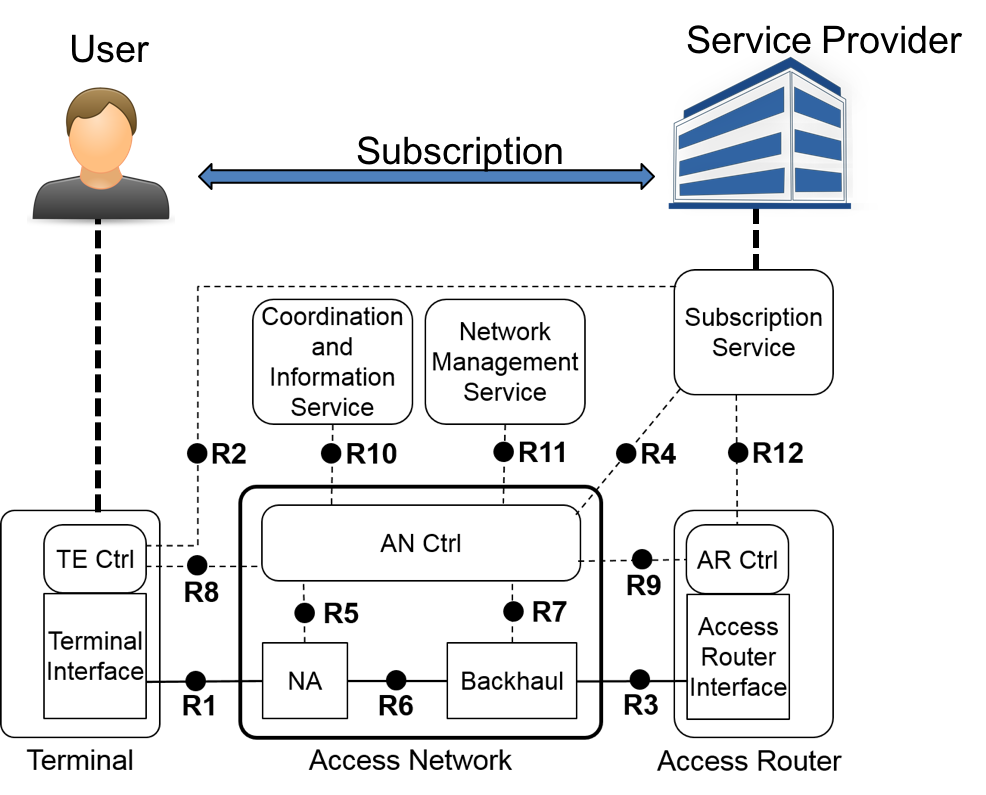 User
Service Provider
Subscription
Coordination
and
Information
Service
Network
Management
Service
Subscription
Service
R2
R10
R11
R4
R12
TE Ctrl
AN Ctrl
AR Ctrl
R8
R9
R5
R7
Terminal
Interface
NA
Backhaul
Access
Router
Interface
R1
R6
R3
Terminal
Access Network
Access Router